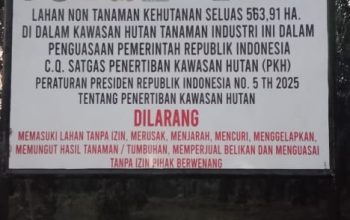 LAHAN NON TANAMAN KEHUTANAN SELUAS 563,91 HA.
DI DALAM KAWASAN HUTAN TANAMAN INDUSTRI INI DALAM
PENGUASAAN PEMERINTAH REPUBLIK INDONESIA
C.Q. SATGAS PENERTIBAN KAWASAN HUTAN (PKH)
PERATURAN PRESIDEN REPUBLIK INDONESIA NO. 5 TH 2025
TENTANG PENERTIBAN KAWASAN HUTAN
DILARANG
MEMASUKI LAHAN TANPA IZIN, MERUSAK, MENJARAH, MENCURI, MENGGELAPKAN,
MEMUNGUT HASIL TANAMAN / TUMBUHAN, MEMPERJUAL BELIKAN DAN MENGUASAI
TANPA IZIN PIHAK BERWENANG